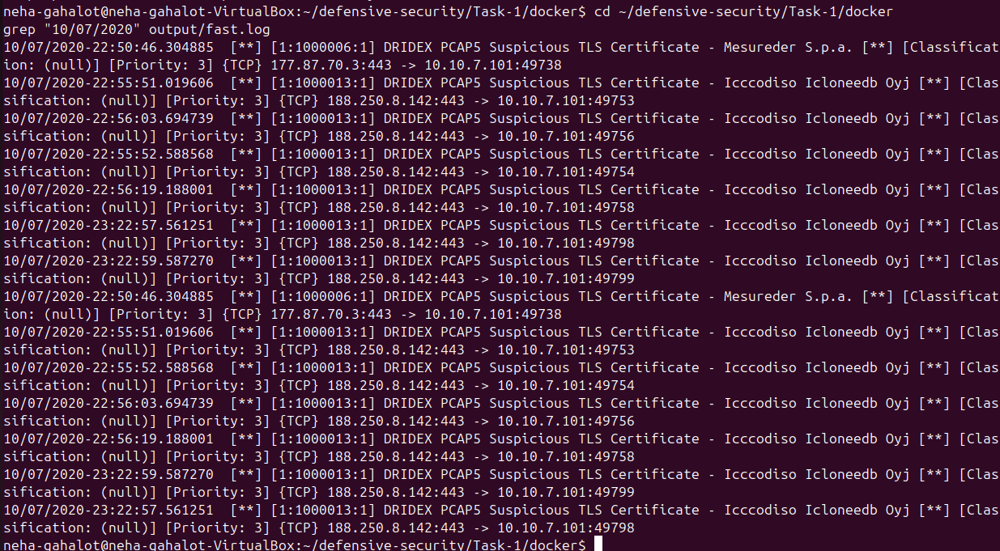 neha-gahalot@neha-gahalot-VirtualBox:~/defensive-security/Task-1/docker$ cd ~/defensive-security/Task-1/docker
grep "10/07/2020" output/fast.log
10/07/2020-22:50:46.304885  [**] [1:1000006:1] DRIDEX PCAP5 Suspicious TLS Certificate - Mesureder S.p.a. [**] [Classificat
ion: (null)] [Priority: 3] {TCP} 177.87.70.3:443 -> 10.10.7.101:49738
10/07/2020-22:55:51.019606  [**] [1:1000013:1] DRIDEX PCAP5 Suspicious TLS Certificate - Icccodiso Icloneedb Oyj [**] [Clas
sification: (null)] [Priority: 3] {TCP} 188.250.8.142:443 -> 10.10.7.101:49753
10/07/2020-22:56:03.694739  [**] [1:1000013:1] DRIDEX PCAP5 Suspicious TLS Certificate - Icccodiso Icloneedb Oyj [**] [Clas
sification: (null)] [Priority: 3] {TCP} 188.250.8.142:443 -> 10.10.7.101:49756
10/07/2020-22:55:52.588568  [**] [1:1000013:1] DRIDEX PCAP5 Suspicious TLS Certificate - Icccodiso Icloneedb Oyj [**] [Clas
sification: (null)] [Priority: 3] {TCP} 188.250.8.142:443 -> 10.10.7.101:49754
10/07/2020-22:56:19.188001  [**] [1:1000013:1] DRIDEX PCAP5 Suspicious TLS Certificate - Icccodiso Icloneedb Oyj [**] [Clas
sification: (null)] [Priority: 3] {TCP} 188.250.8.142:443 -> 10.10.7.101:49758
10/07/2020-23:22:57.561251  [**] [1:1000013:1] DRIDEX PCAP5 Suspicious TLS Certificate - Icccodiso Icloneedb Oyj [**] [Clas
sification: (null)] [Priority: 3] {TCP} 188.250.8.142:443 -> 10.10.7.101:49798
10/07/2020-23:22:59.587270  [**] [1:1000013:1] DRIDEX PCAP5 Suspicious TLS Certificate - Icccodiso Icloneedb Oyj [**] [Clas
sification: (null)] [Priority: 3] {TCP} 188.250.8.142:443 -> 10.10.7.101:49799
10/07/2020-22:50:46.304885  [**] [1:1000006:1] DRIDEX PCAP5 Suspicious TLS Certificate - Mesureder S.p.a. [**] [Classificat
ion: (null)] [Priority: 3] {TCP} 177.87.70.3:443 -> 10.10.7.101:49738
10/07/2020-22:55:51.019606  [**] [1:1000013:1] DRIDEX PCAP5 Suspicious TLS Certificate - Icccodiso Icloneedb Oyj [**] [Clas
sification: (null)] [Priority: 3] {TCP} 188.250.8.142:443 -> 10.10.7.101:49753
10/07/2020-22:55:52.588568  [**] [1:1000013:1] DRIDEX PCAP5 Suspicious TLS Certificate - Icccodiso Icloneedb Oyj [**] [Clas
sification: (null)] [Priority: 3] {TCP} 188.250.8.142:443 -> 10.10.7.101:49754
10/07/2020-22:56:03.694739  [**] [1:1000013:1] DRIDEX PCAP5 Suspicious TLS Certificate - Icccodiso Icloneedb Oyj [**] [Clas
sification: (null)] [Priority: 3] {TCP} 188.250.8.142:443 -> 10.10.7.101:49756
10/07/2020-22:56:19.188001  [**] [1:1000013:1] DRIDEX PCAP5 Suspicious TLS Certificate - Icccodiso Icloneedb Oyj [**] [Clas
sification: (null)] [Priority: 3] {TCP} 188.250.8.142:443 -> 10.10.7.101:49758
10/07/2020-23:22:59.587270  [**] [1:1000013:1] DRIDEX PCAP5 Suspicious TLS Certificate - Icccodiso Icloneedb Oyj [**] [Clas
sification: (null)] [Priority: 3] {TCP} 188.250.8.142:443 -> 10.10.7.101:49799
10/07/2020-23:22:57.561251  [**] [1:1000013:1] DRIDEX PCAP5 Suspicious TLS Certificate - Icccodiso Icloneedb Oyj [**] [Clas
sification: (null)] [Priority: 3] {TCP} 188.250.8.142:443 -> 10.10.7.101:49798
neha-gahalot@neha-gahalot-VirtualBox:~/defensive-security/Task-1/docker$